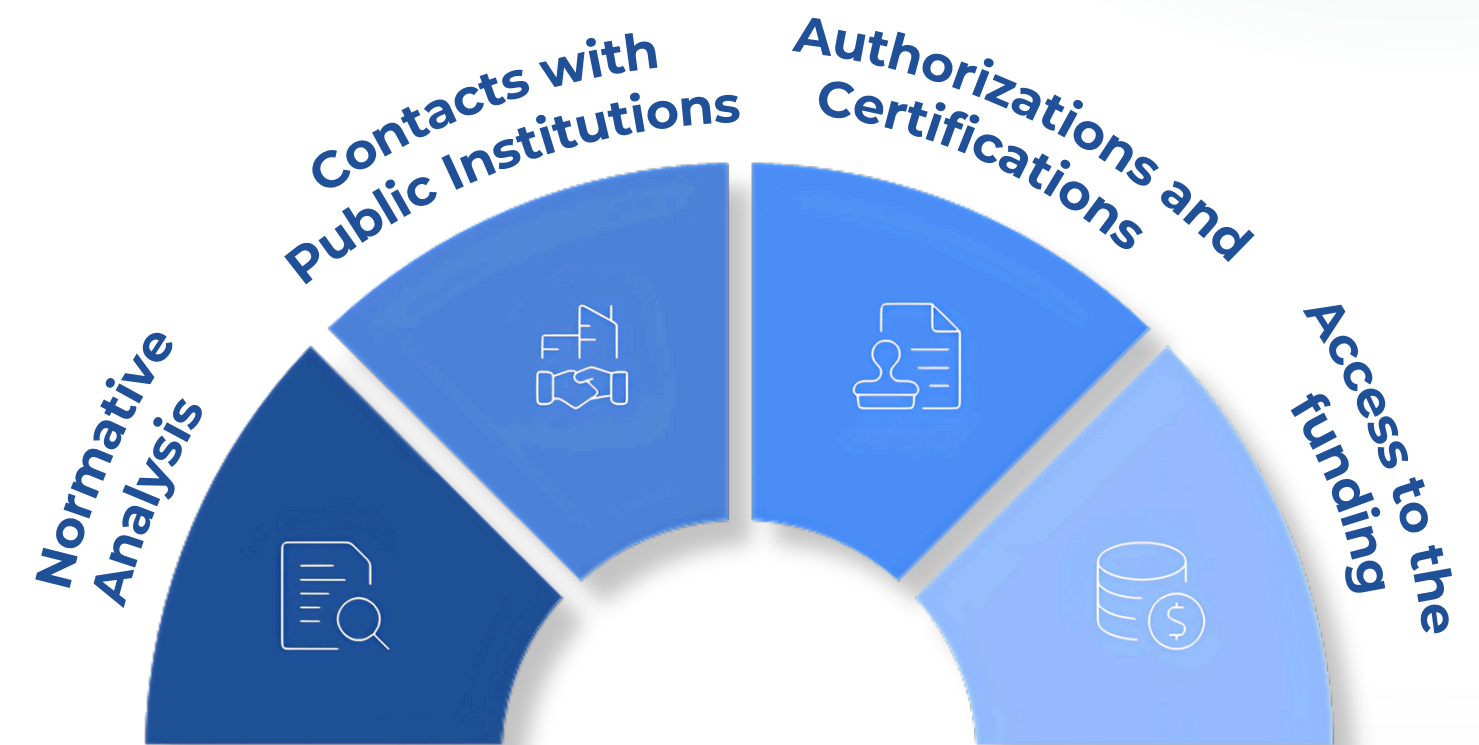 Normative
Analysis
Contacts with
Public Institutions
Authorizations and
Certifications
Access to the
funding
$